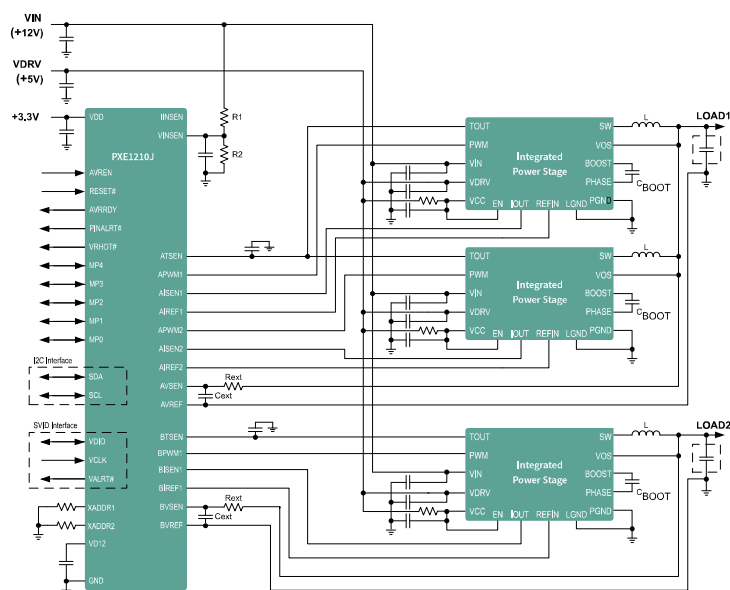 VIN
(+12V)
VDRV
(+5V)
+3.3V
VDD
IINSEN
PXE1210J
VINSEN
R1
R2
AVREN
RESET#
AVRRDY
PINALRT#
VRHOT#
MP4
MP3
MP2
MP1
MP0
I2C Interface
SDA
SCL
SVID Interface
VDIO
VCLK
VALRT#
XADDR1
XADDR2
VD12
GND
ATSEN
APWM1
AISEN1
AIREF1
APWM2
AISEN2
AIREF2
AVSEN
AVREF
Rext
Cext
BTSEN
BPWM1
BISEN1
BIREF1
BVSEN
BVREF
Rext
Cext
TOUT
PWM
VIN
VDRV
VCC
EN IOUT REFIN LGND
Integrated
Power Stage
SW
VOS
BOOST
PHASE
PGND
L
CBOOT
LOAD1
TOUT
PWM
VIN
VDRV
VCC
EN IOUT REFIN LGND
Integrated
Power Stage
SW
VOS
BOOST
PHASE
PGND
L
CBOOT
TOUT
PWM
VIN
VDRV
VCC
EN IOUT REFIN LGND
Integrated
Power Stage
SW
VOS
BOOST
PHASE
PGND
L
CBOOT
LOAD2